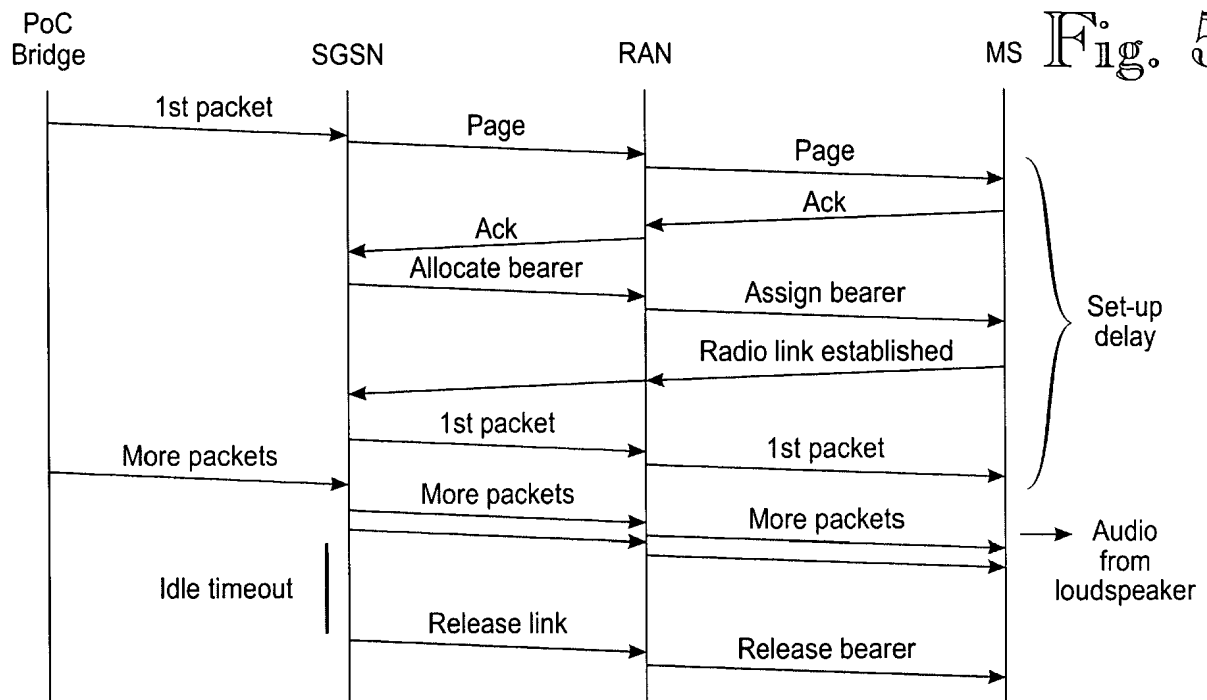 PoC
Bridge
SGSN
RAN
MS
Fig. 5
1st packet
Page
Page
Ack
Ack
Allocate bearer
Assign bearer
Set-up
delay
Radio link established
1st packet
1st packet
More packets
More packets
More packets
Audio
from
loudspeaker
Idle timeout
Release link
Release bearer